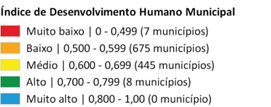 Índice de Desenvolvimento Humano Municipal
Muito baixo | 0 - 0,499 (7 municípios)
Baixo | 0,500 - 0,599 (675 municípios)
Médio | 0,600 - 0,699 (445 municípios)
Alto | 0,700 - 0,799 (8 municípios)
Muito alto | 0,800 - 1,00 (0 município)